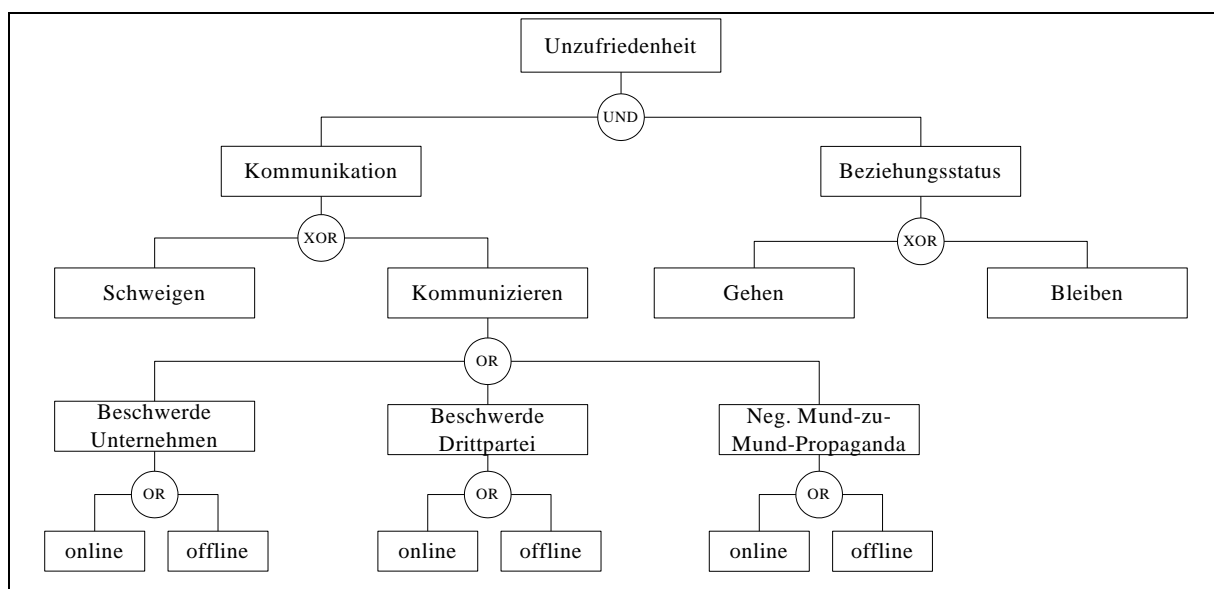 Unzufriedenheit
UND
Kommunikation
Beziehungsstatus
XOR
XOR
Schweigen
Kommunizieren
Gehen
Bleiben
OR
Beschwerde
Unternehmen
Beschwerde
Drittpartei
Neg. Mund-zu-
Mund-Propaganda
OR
OR
OR
online
offline
online
offline
online
offline